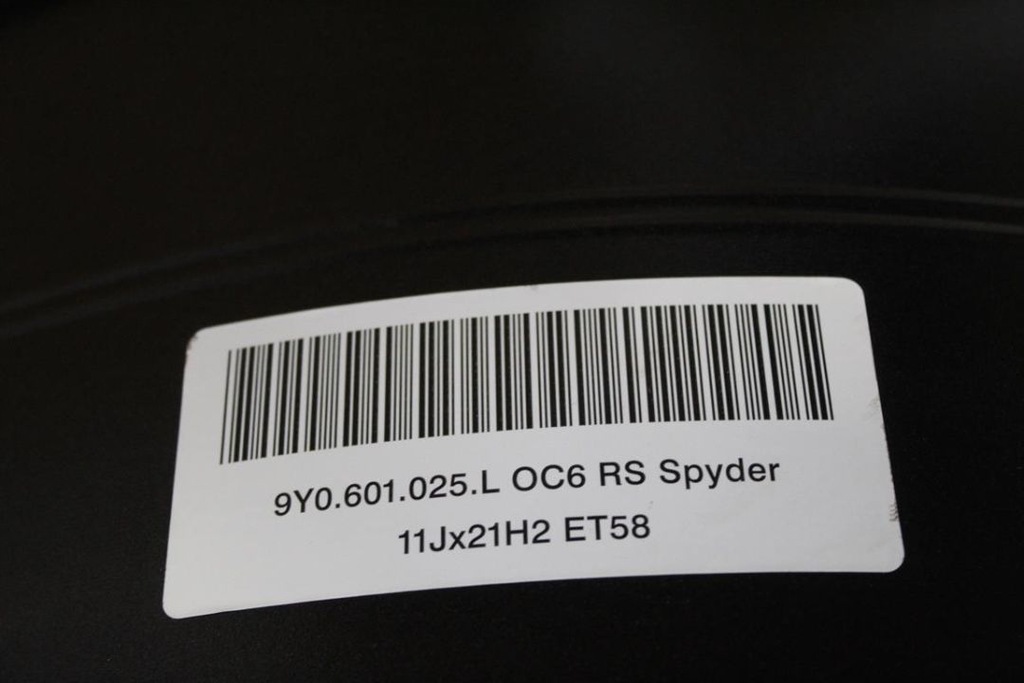 9Y0.601.025.L OC6 RS Spyder
11Jx21H2 ET58